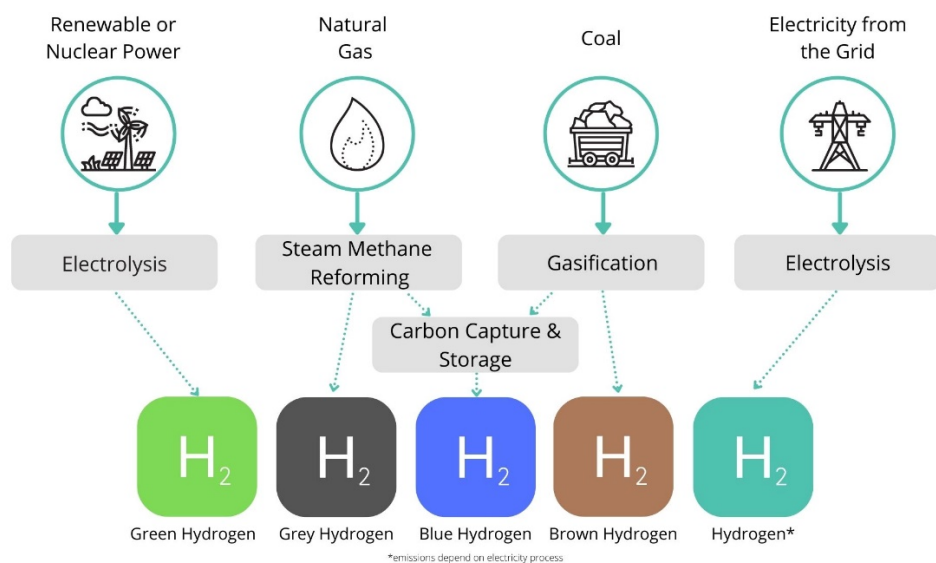 Renewable or
Nuclear Power
Natural
Gas
Coal
Electricity from
the Grid
Electrolysis
Steam Methane
Reforming
Gasification
Electrolysis
Carbon Capture &
Storage
H2
H2
H2
H2
H2
Green Hydrogen
Grey Hydrogen
Blue Hydrogen
Brown Hydrogen
Hydrogen*
*emissions depend on electricity process